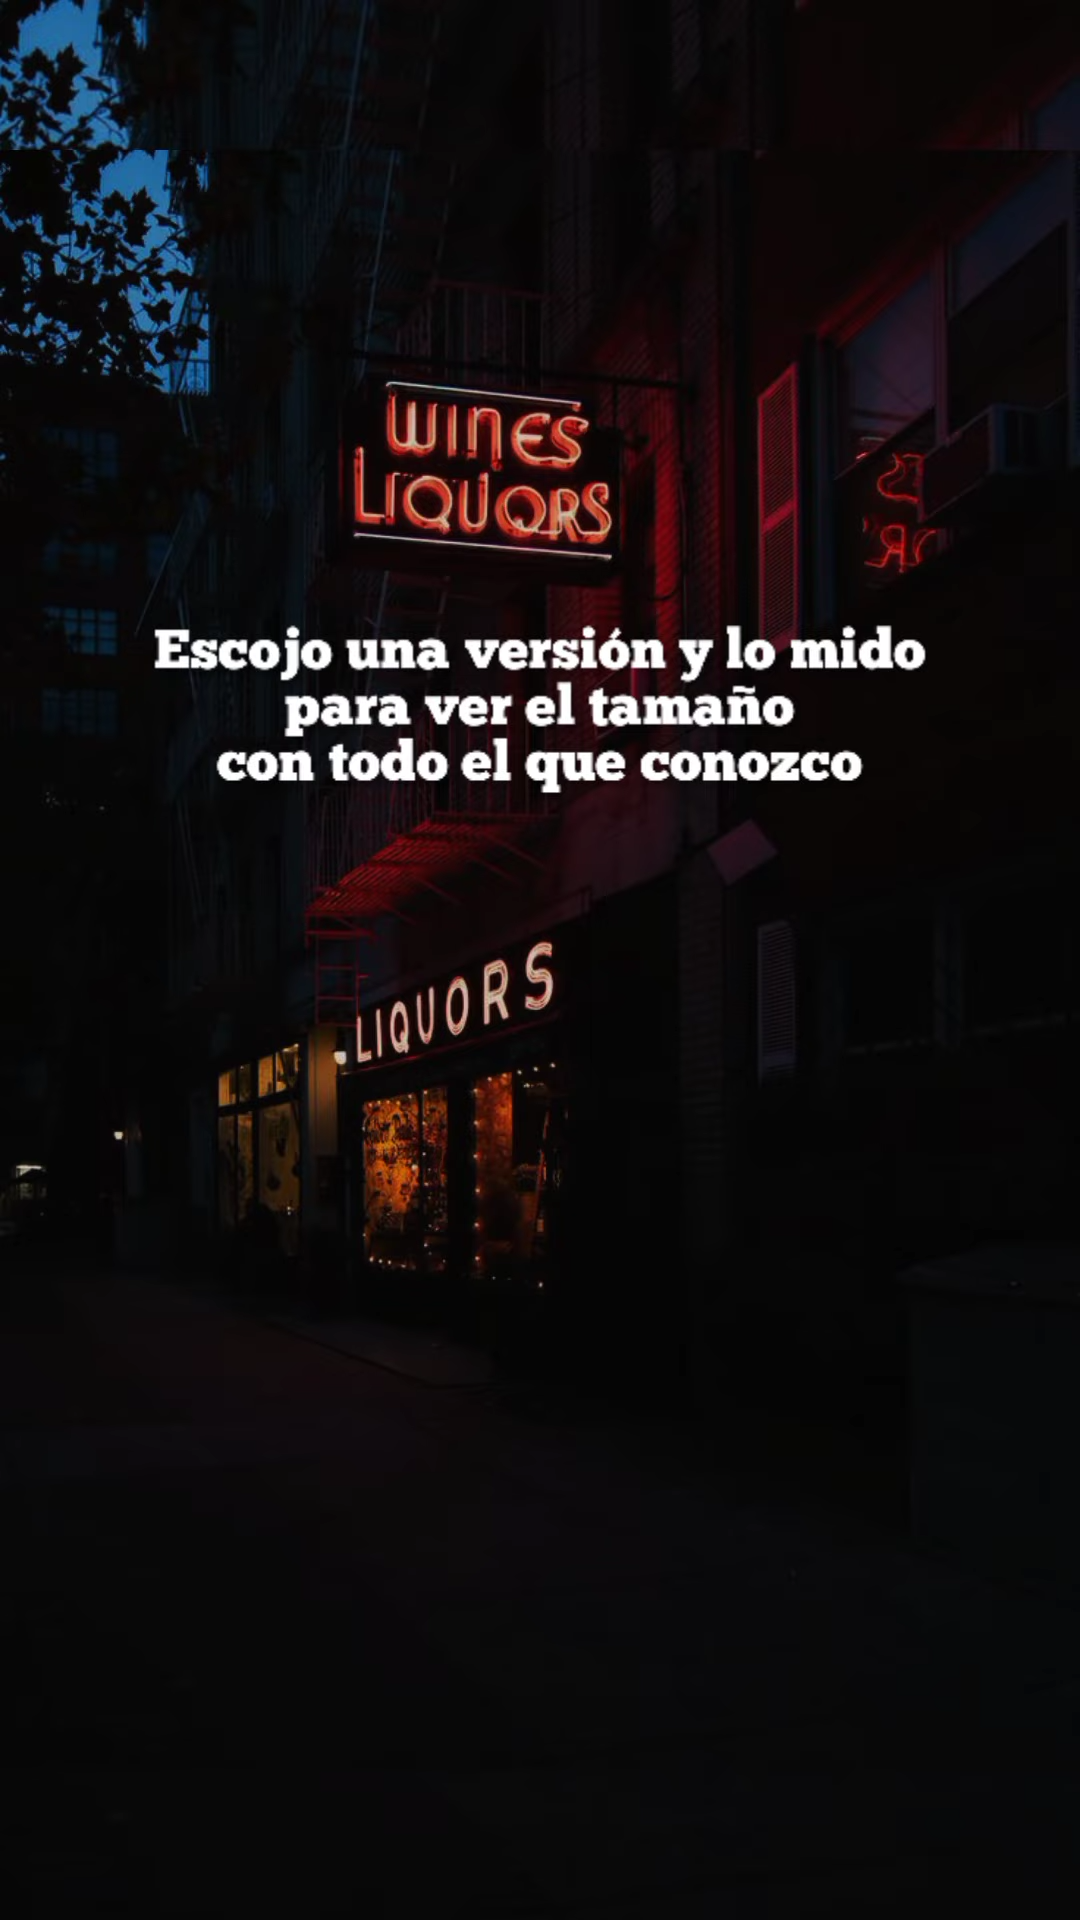 WINES
LIQUORS
Escojo una versión y lo mido
para ver el tamaño
con todo el que conozco
LIQUORS